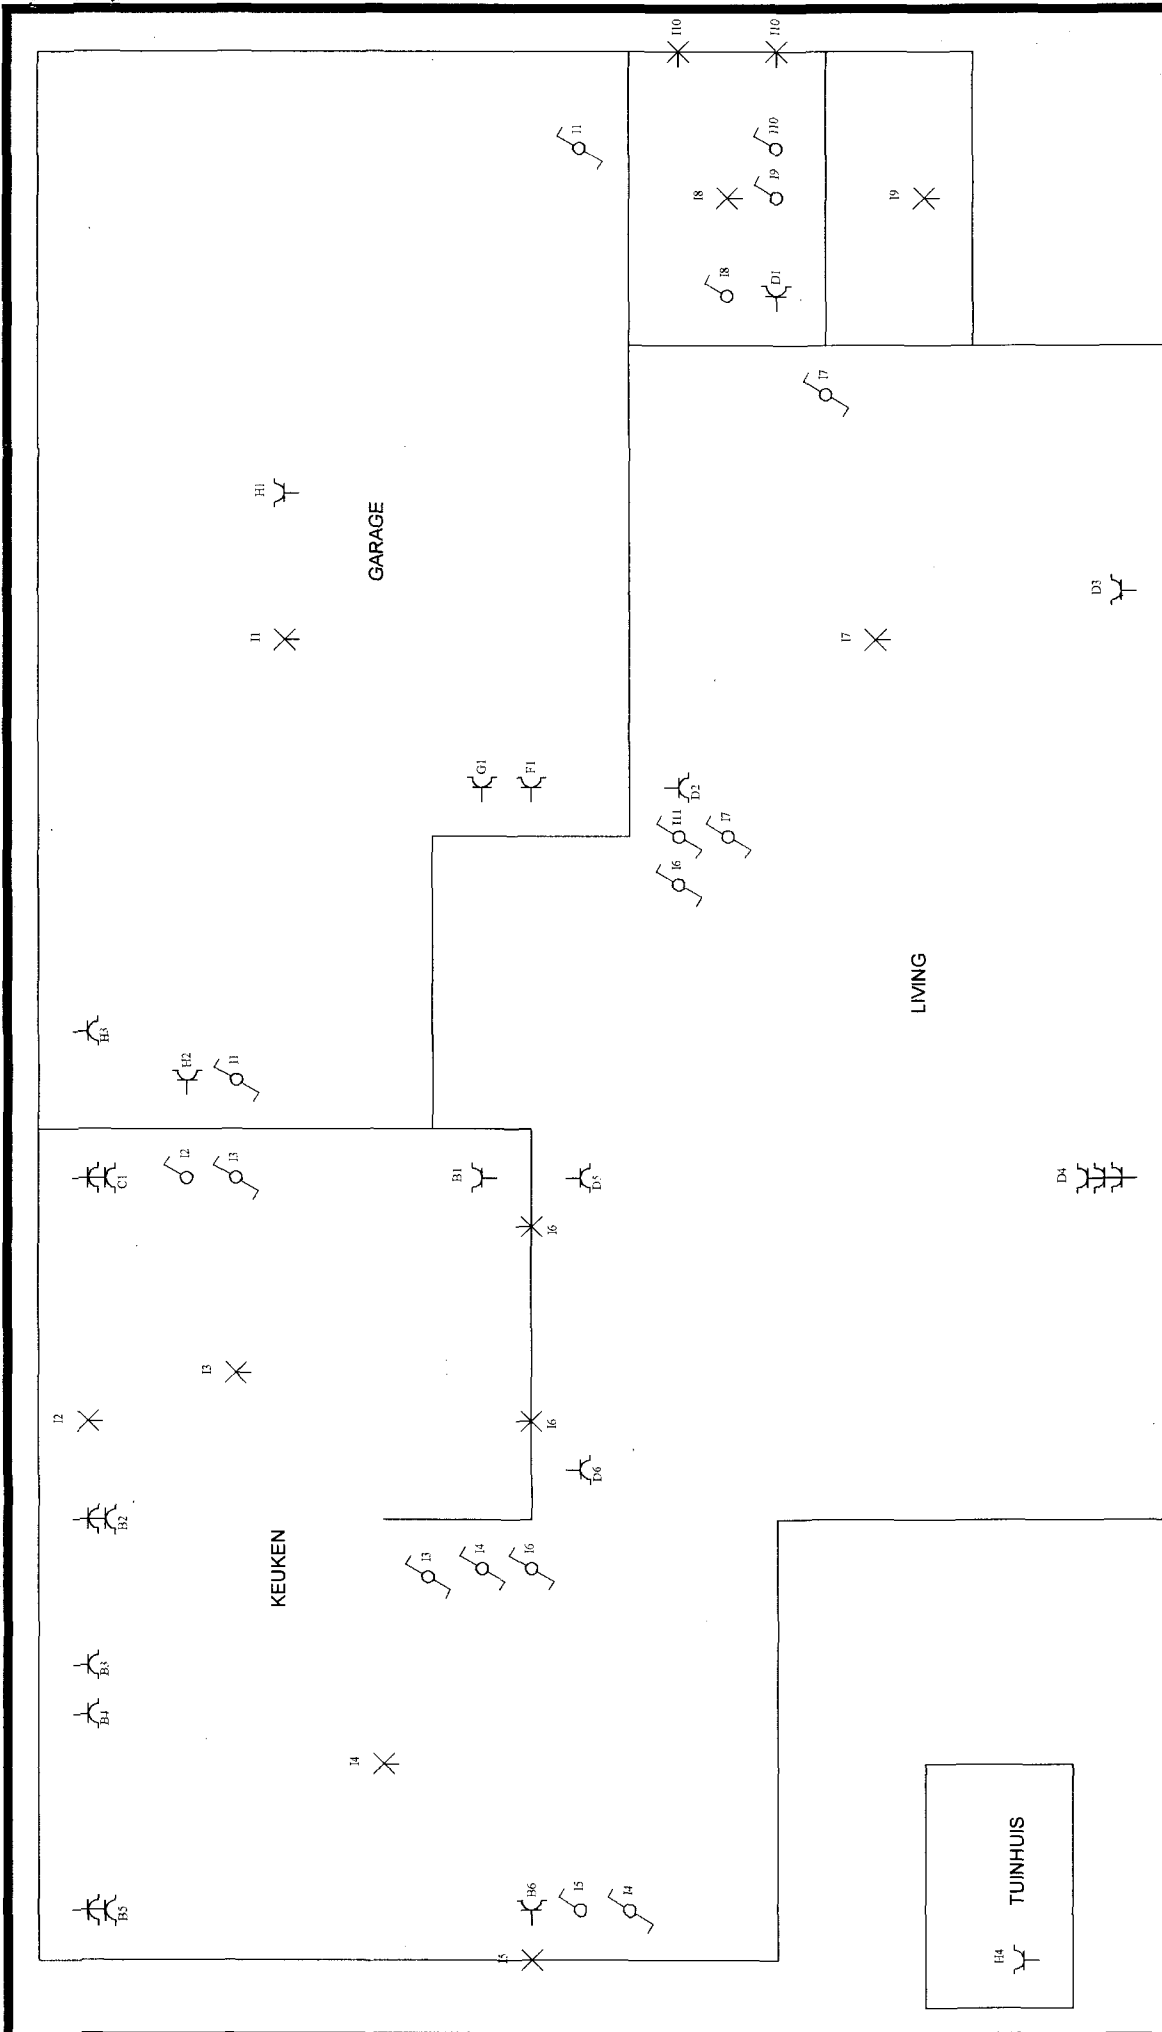 I10
I10
I1
I10
I9
I8
I9
I8
D1
I7
H1
GARAGE
D3
I1
I7
G1
F1
D2
I11
I7
I6
LIVING
H3
H2
I1
C1
I2
I3
B1
D5
D4
I6
I3
I2
I6
D6
B2
KEUKEN
I3
I4
I6
B3
B4
I4
TUINHUIS
B5
B6
I5
I4
I5
H4